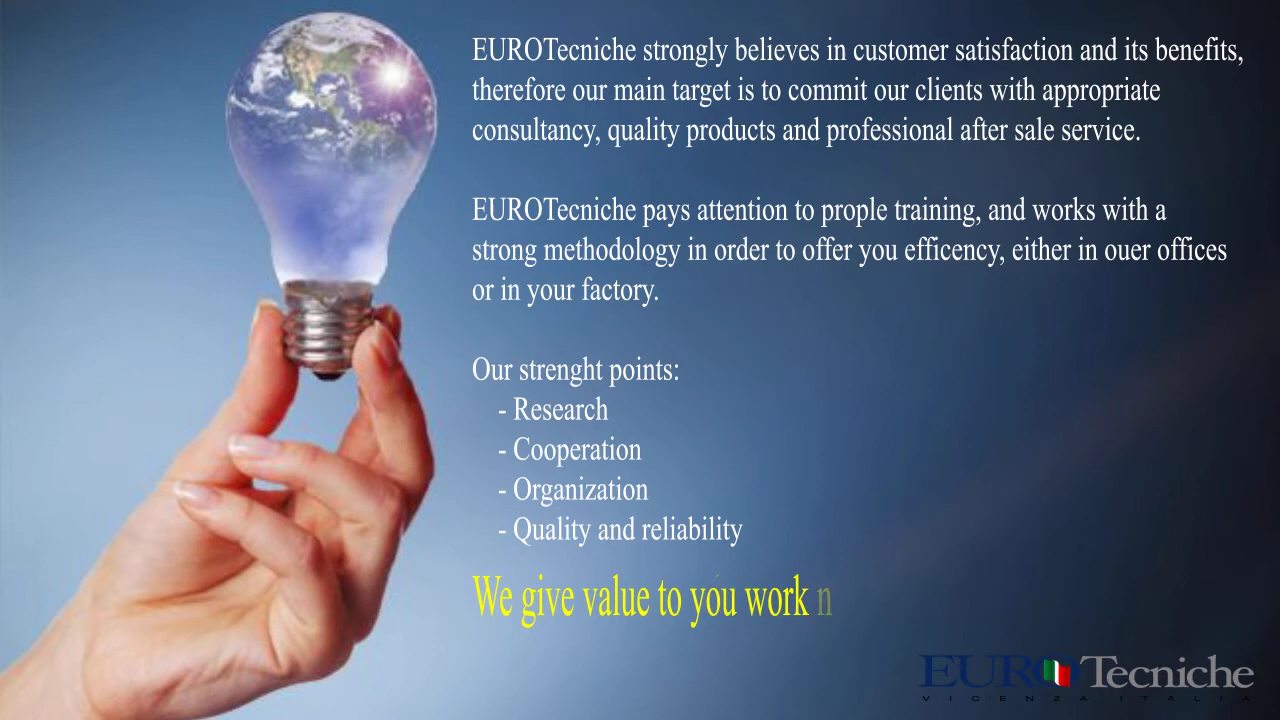 EUROTecniche strongly believes in customer satisfaction and its benefits,
therefore our main target is to commit our clients with appropriate
consultancy, quality products and professional after sale service.
EUROTecniche pays attention to prople training, and works with a
strong methodology in order to offer you efficency, either in ouer offices
or in your factory.
Our strenght points:
- Research
- Cooperation
- Organization
- Quality and reliability
We give value to you work n
EUROTecniche
VICENZA ITALIA